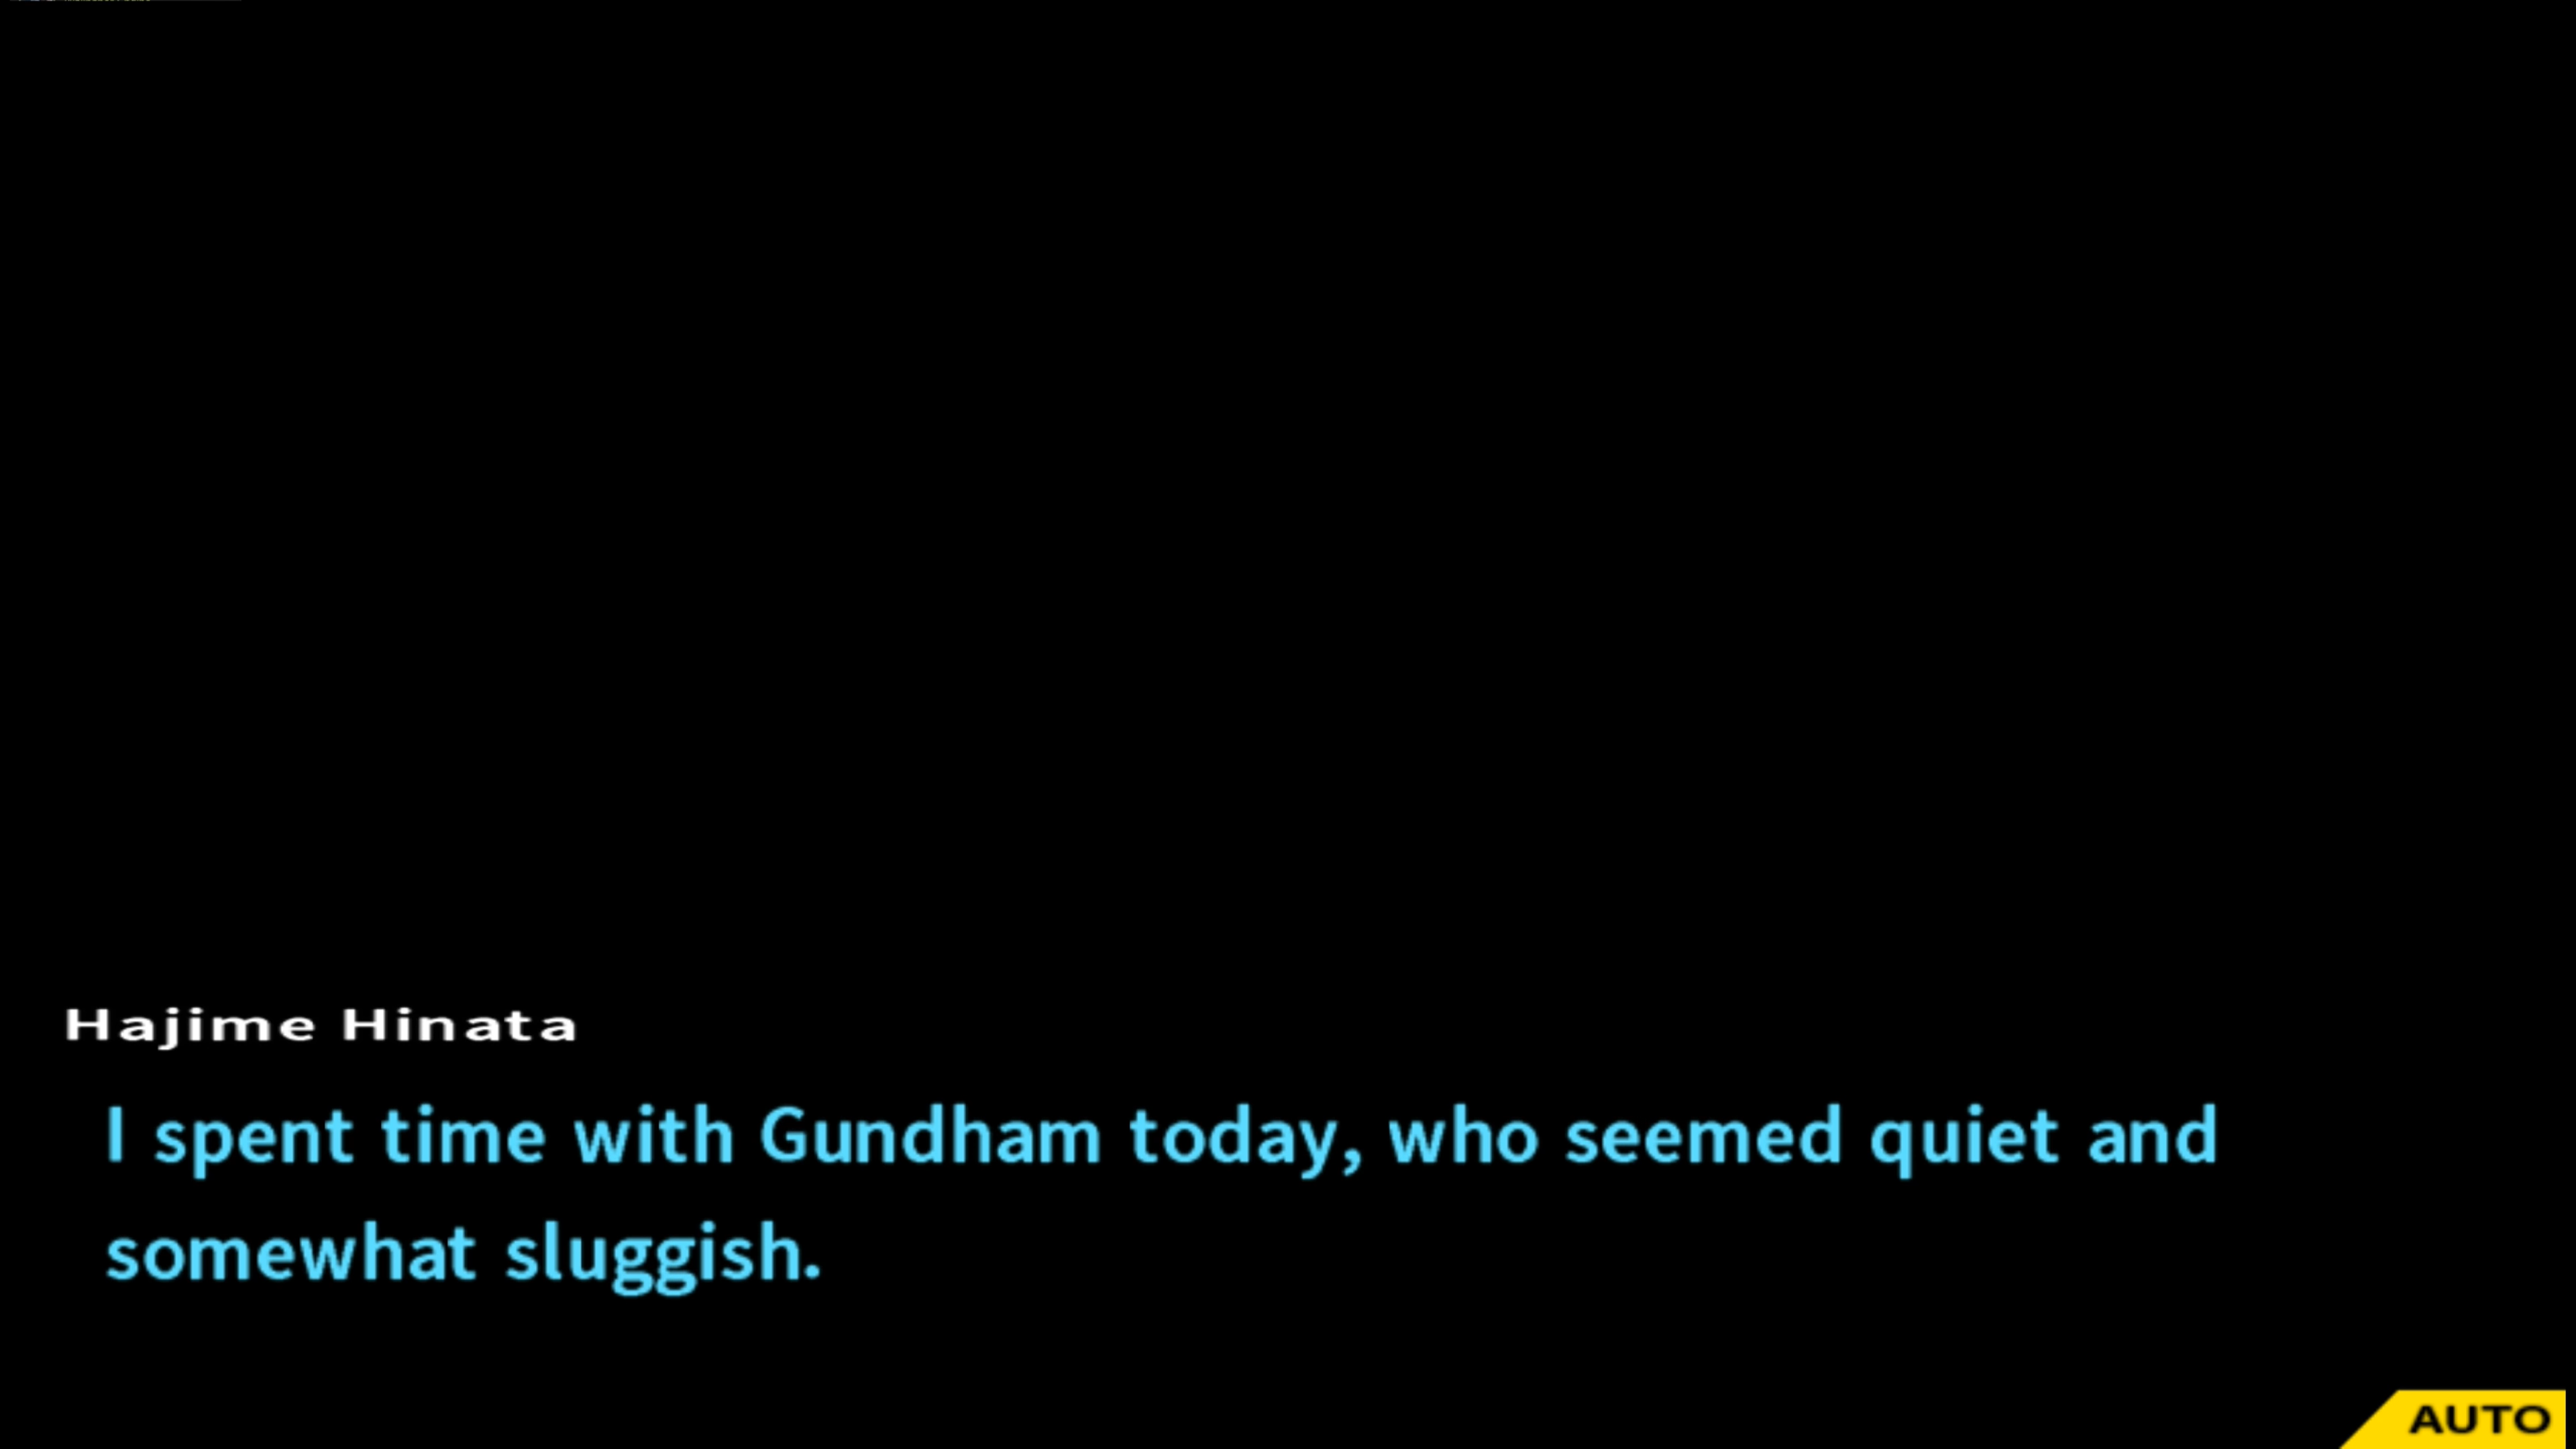 Hajime Hinata
I spent time with Gundham today, who seemed quiet and
somewhat sluggish.
AUTO